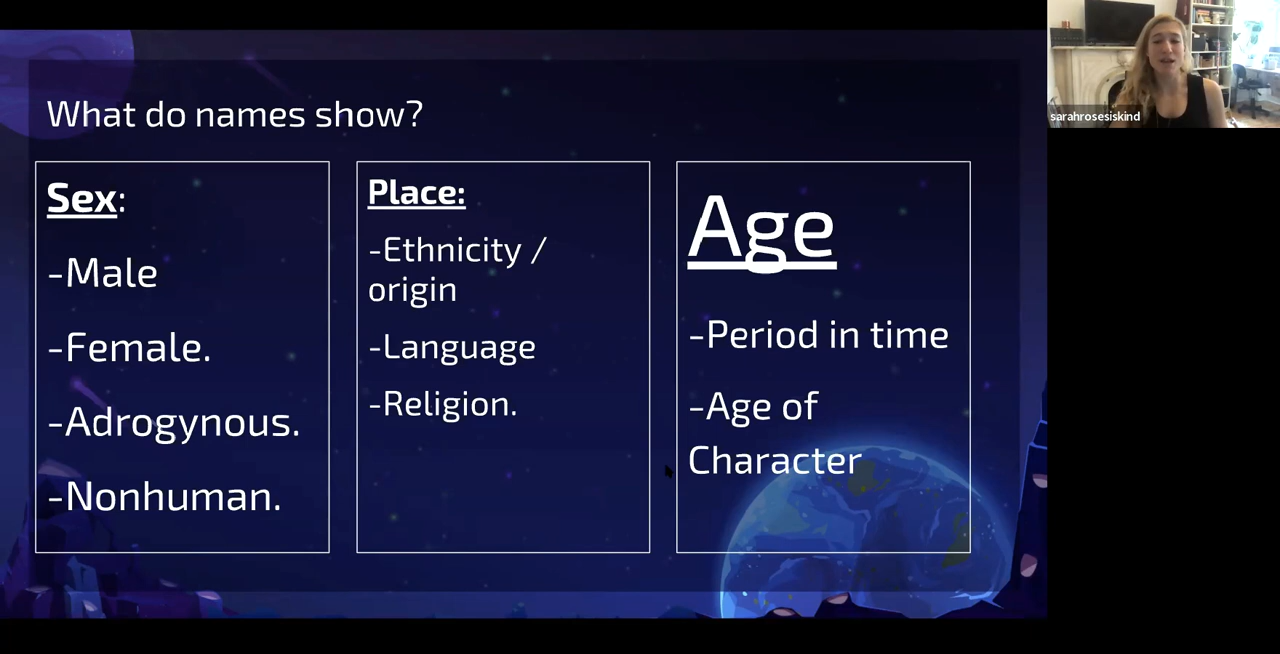 What do names show?
Sex:
-Male
-Female.
-Adrogynous.
-Nonhuman.
Place:
-Ethnicity /
origin
-Language
-Religion.
Age
-Period in time
-Age of
Character
sarahrosesiskind